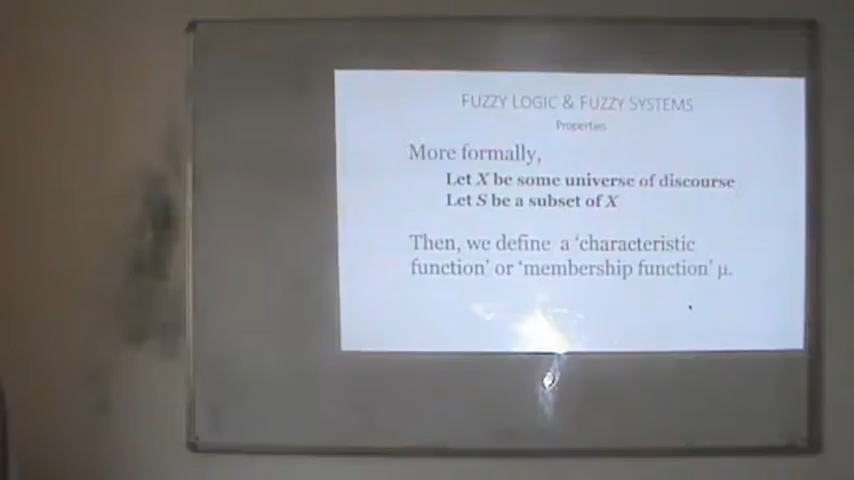 FUZZY LOGIC & FUZZY SYSTEMS
Properties
More formally,
Let X be some universe of discourse
Let S be a subset of X
Then, we define a ‘characteristic
function’ or ‘membership function’ μ.